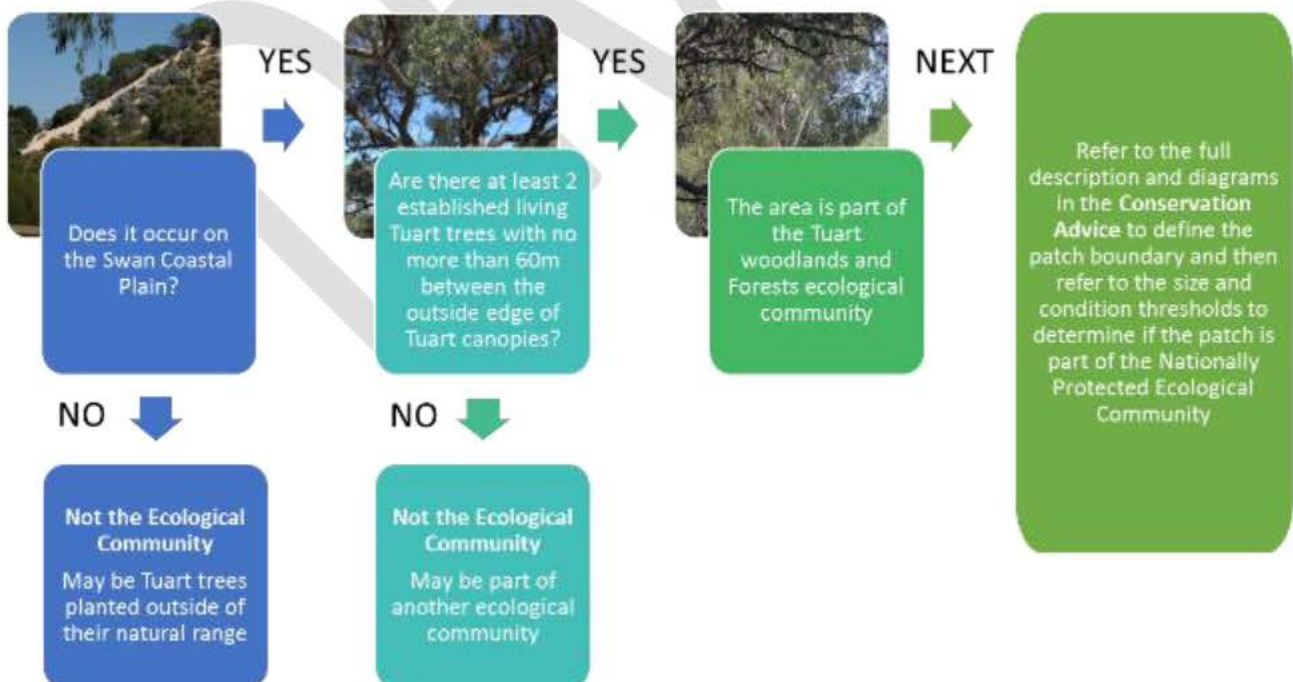 YES
YES
NEXT
Does it occur on
the Swan Coastal
Plain?
Are there at least 2
established living
Tuart trees with no
more than 60m
between the
outside edge of
Tuart canopies?
The area is part of
the Tuart
woodlands and
Forests ecological
community
Refer to the full
description and diagrams
in the Conservation
Advice to define the
patch boundary and then
refer to the size and
condition thresholds to
determine if the patch is
part of the Nationally
Protected Ecological
Community
NO
NO
Not the Ecological
Community
May be Tuart trees
planted outside of
their natural range
Not the Ecological
Community
May be part of
another ecological
community